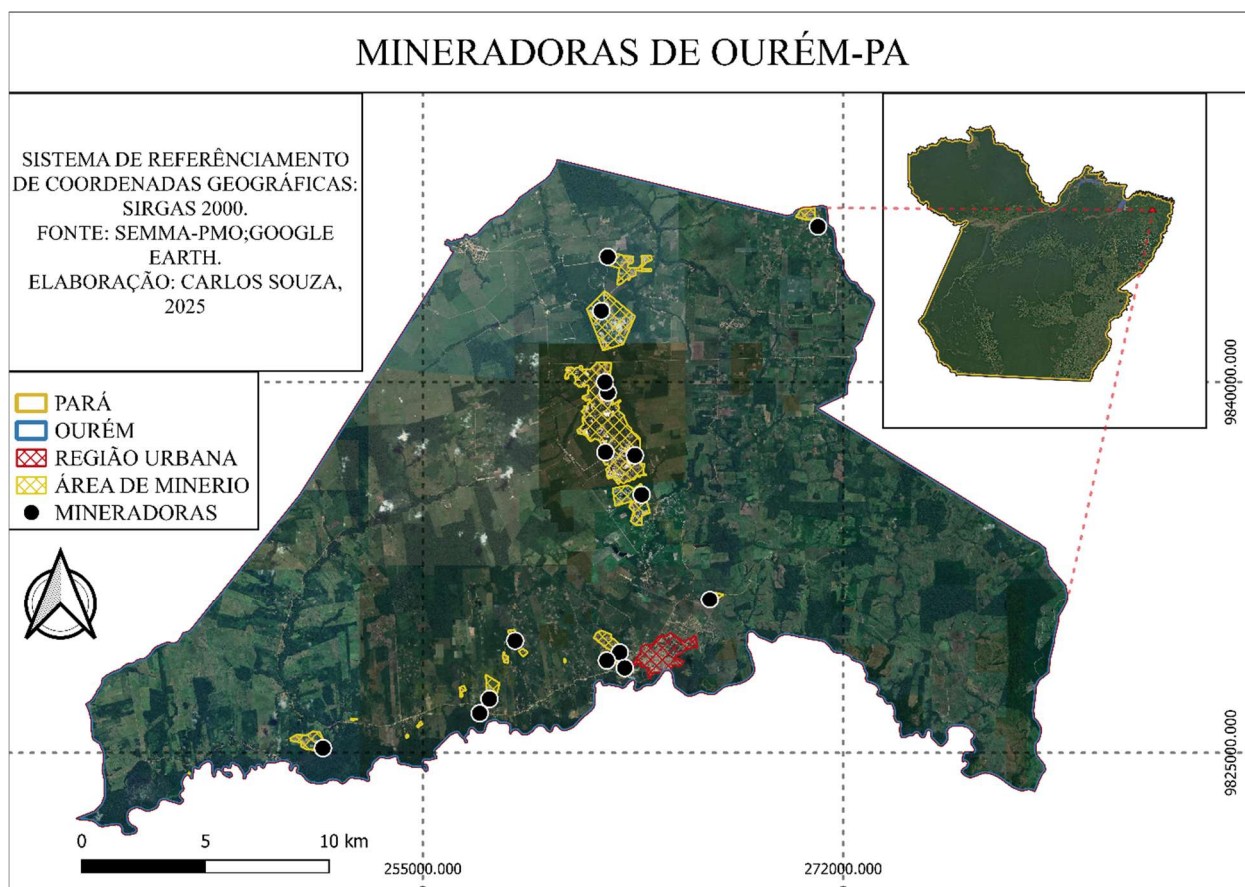 MINERADORAS DE OURÉM-PA
SISTEMA DE REFERÊNCIAMENTO
DE COORDENADAS GEOGRÁFICAS:
SIRGAS 2000.
FONTE: SEMMA-PMO;GOOGLE
EARTH.
ELABORAÇÃO: CARLOS SOUZA,
2025
PARÁ
OURÉM
REGIÃO URBANA
ÁREA DE MINERIO
MINERADORAS
9840000.000
9825000.000
0 5 10 km
255000.000 272000.000